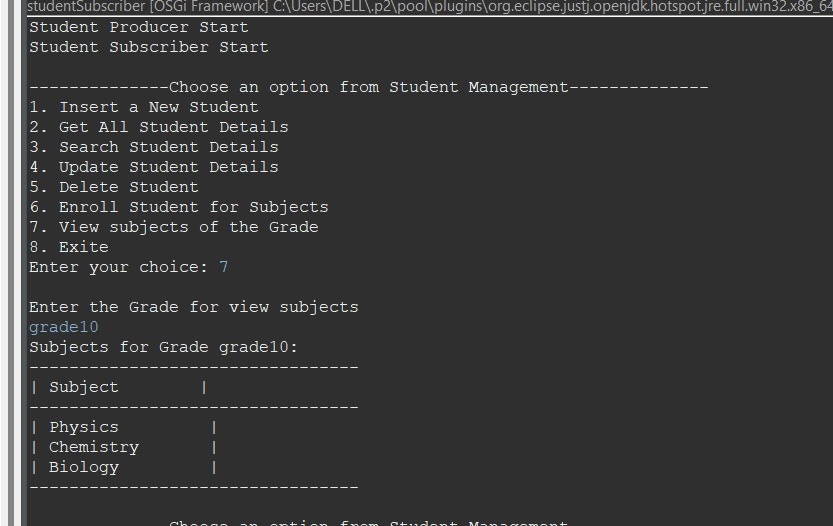 studentSubscriber [OSGi Framework] C:\Users\DELL\.p2\pool\plugins\org.eclipse.justj.openjdk.hotspot.jre.full.win32.x86_64
Student Producer Start
Student Subscriber Start
--------------Choose an option from Student Management--------------
1. Insert a New Student
2. Get All Student Details
3. Search Student Details
4. Update Student Details
5. Delete Student
6. Enroll Student for Subjects
7. View subjects of the Grade
8. Exite
Enter your choice: 7
Enter the Grade for view subjects
grade10
Subjects for Grade grade10:
---------------------------------
| Subject        |
---------------------------------
| Physics         |
| Chemistry       |
| Biology         |
---------------------------------
--------------Choose an option from Student Management--------------